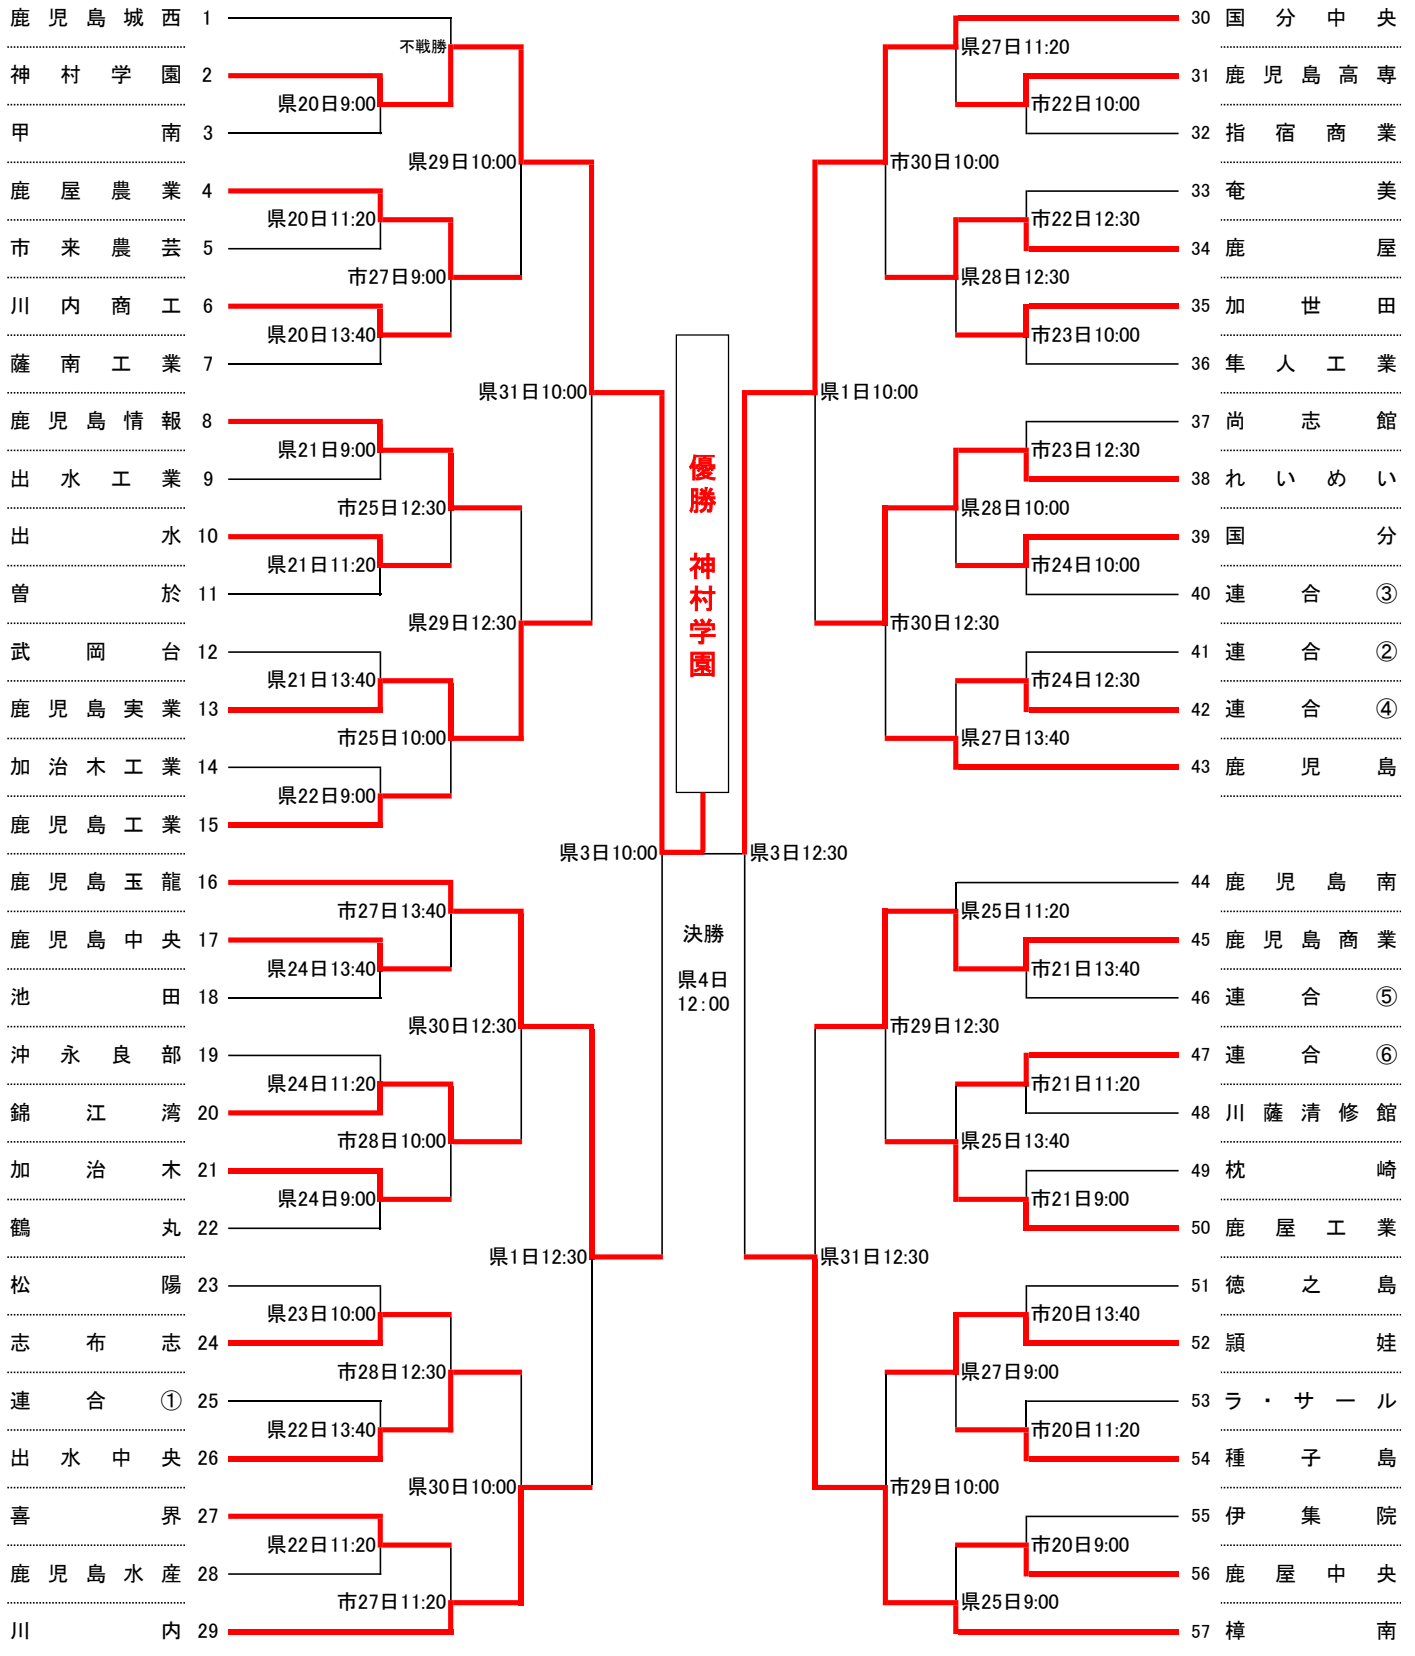 鹿児島城西 1
不戦勝
神村学園 2
県20日9:00
甲南 3
県29日10:00
鹿屋農業 4
県20日11:20
市来農芸 5
市27日9:00
川内商工 6
県20日13:40
薩南工業 7
県31日10:00
鹿児島情報 8
県21日9:00
出水工業 9
市25日12:30
出水 10
県21日11:20
曽於 11
県29日12:30
武岡台 12
県21日13:40
鹿児島実業 13
市25日10:00
加治木工業 14
県22日9:00
鹿児島工業 15
県3日10:00
鹿児島玉龍 16
市27日13:40
鹿児島中央 17
県24日13:40
池田 18
県30日12:30
沖永良部 19
県24日11:20
錦江湾 20
市28日10:00
加治木 21
県24日9:00
鶴丸 22
県1日12:30
松陽 23
県23日10:00
志布志 24
市28日12:30
連合① 25
県22日13:40
出水中央 26
県30日10:00
喜界 27
県22日11:20
鹿児島水産 28
市27日11:20
川内 29
優勝 神村学園
決勝
県4日
12:00
30 国分中央
県27日11:20
31 鹿児島高専
市22日10:00
32 指宿商業
市30日10:00
33 奄美
市22日12:30
34 鹿屋
県28日12:30
35 加世田
市23日10:00
36 隼人工業
県1日10:00
37 尚志館
市23日12:30
38 れいめい
県28日10:00
39 国分
市24日10:00
40 連合③
市30日12:30
41 連合②
市24日12:30
42 連合④
県27日13:40
43 鹿児島
県3日12:30
44 鹿児島南
県25日11:20
45 鹿児島商業
市21日13:40
46 連合⑤
市29日12:30
47 連合⑥
市21日11:20
48 川薩清修館
県25日13:40
49 枕崎
市21日9:00
50 鹿屋工業
県31日12:30
51 徳之島
市20日13:40
52 頴娃
県27日9:00
53 ラ・サール
市20日11:20
54 種子島
市29日10:00
55 伊集院
市20日9:00
56 鹿屋中央
県25日9:00
57 樟南